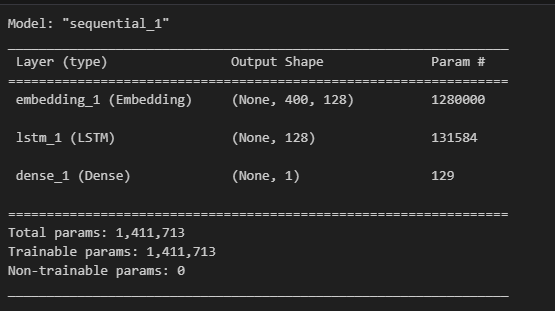 Model: "sequential_1"
_________________________________________________________________
Layer (type) Output Shape Param #
=================================================================
embedding_1 (Embedding) (None, 400, 128) 1280000
lstm_1 (LSTM) (None, 128) 131584
dense_1 (Dense) (None, 1) 129
=================================================================
Total params: 1,411,713
Trainable params: 1,411,713
Non-trainable params: 0
_________________________________________________________________